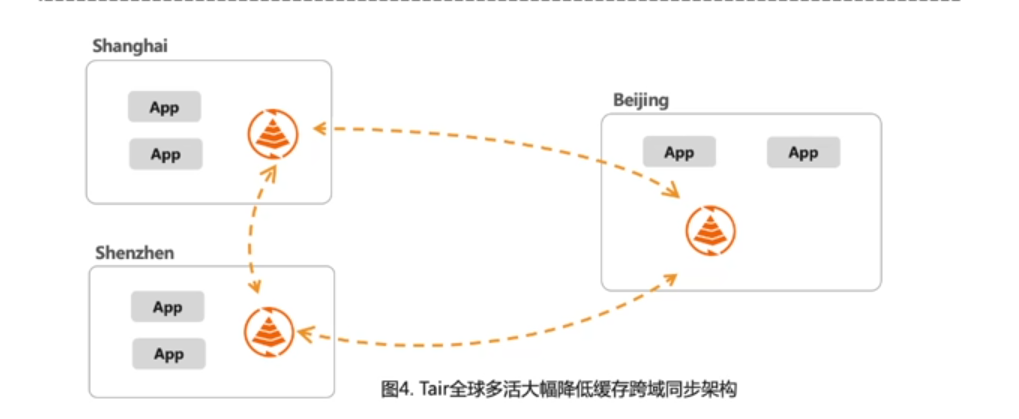 Shanghai
App
App
Beijing
App App
Shenzhen
App
App
图4. Tair全球多活大幅降低缓存跨域同步架构